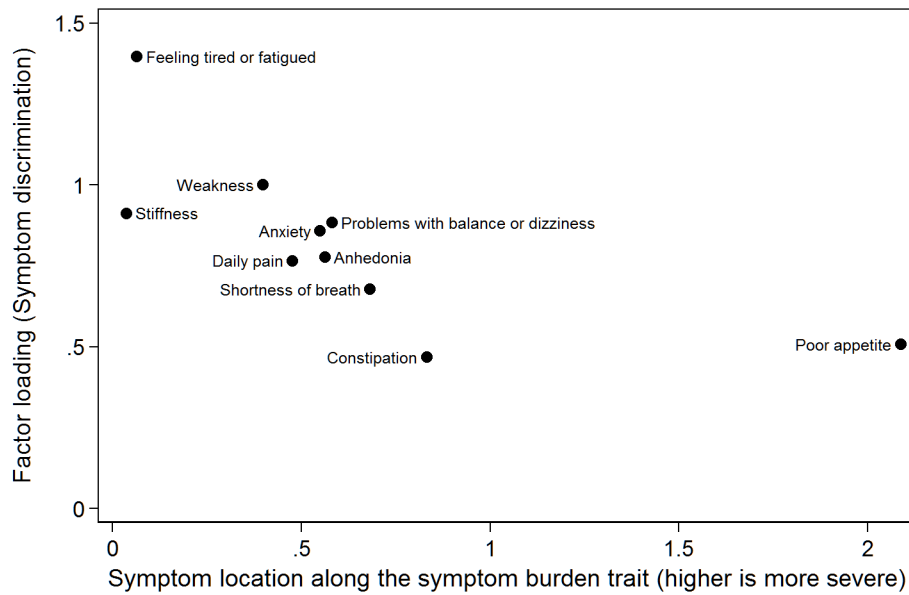 1.5
Feeling tired or fatigued
1
Weakness
Stiffness
Problems with balance or dizziness
Anxiety
Anhedonia
Daily pain
Shortness of breath
.5
Poor appetite
Constipation
0
Factor loading (Symptom discrimination)
0 .5 1 1.5 2
Symptom location along the symptom burden trait (higher is more severe)